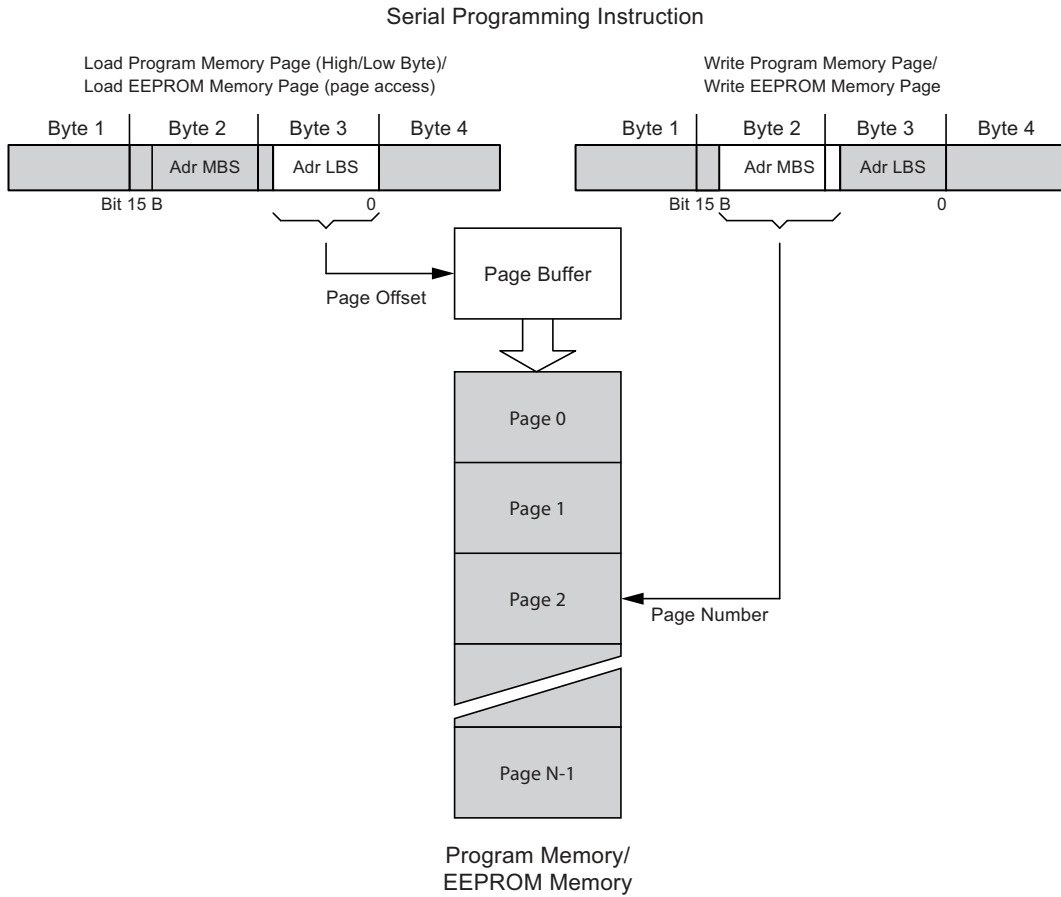 Serial Programming Instruction
Load Program Memory Page (High/Low Byte)/
Load EEPROM Memory Page (page access)
Write Program Memory Page/
Write EEPROM Memory Page
Byte 1 Byte 2 Byte 3 Byte 4
Byte 1 Byte 2 Byte 3 Byte 4
Adr MBS Adr LBS
Adr MBS Adr LBS
Bit 15 B 0
Bit 15 B 0
Page Buffer
Page Offset
Page 0
Page 1
Page 2
Page Number
Page N-1
Program Memory/
EEPROM Memory